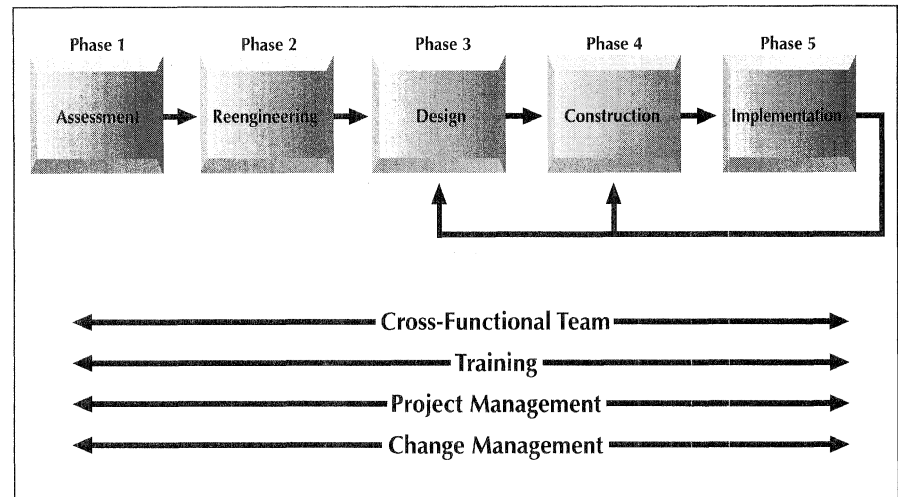 Phase 1
Phase 2
Phase 3
Phase 4
Phase 5
Assessment
Reengineering
Design
Construction
Implementation
Cross-Functional Team
Training
Project Management
Change Management